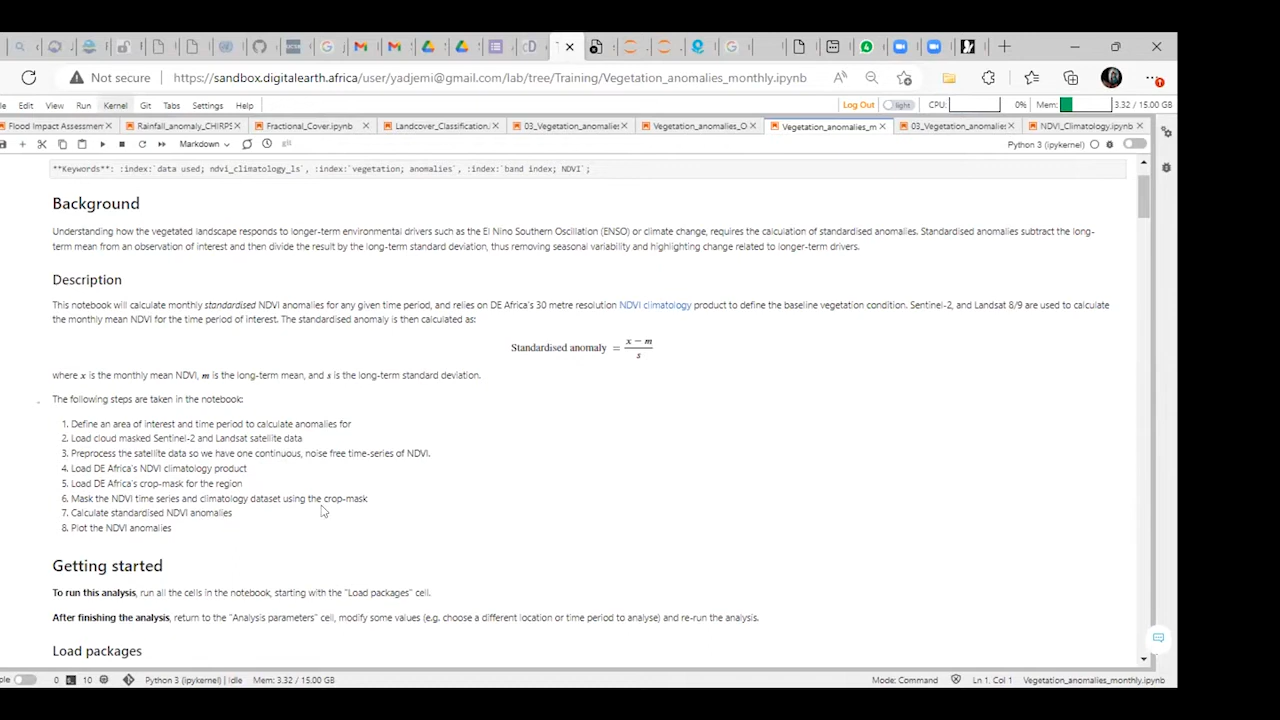 Not secure
https://sandbox.digitalearth.africa/user/yadjemi@gmail.com/lab/tree/Training/Vegetation_anomalies_monthly.ipynb
Edit View Run Kernel Git Tabs Settings Help
Log Out light CPU: 0% Mem: 3.32 / 15.00 GB
Flood Impact Assessmen Rainfall_anomaly_CHIRPS Fractional_Cover.ipynb Landcover_Classification. 03_Vegetation_anomalies Vegetation_anomalies_O Vegetation_anomalies_m 03_Vegetation_anomalies NDVI_Climatology.ipynb
Markdown git Python 3 (ipykernel)
**Keywords**: :index:`data used; ndvi_climatology_ls`, :index:`vegetation; anomalies`, :index:`band index; NDVI`;
Background
Understanding how the vegetated landscape responds to longer-term environmental drivers such as the El Nino Southern Oscillation (ENSO) or climate change, requires the calculation of standardised anomalies. Standardised anomalies subtract the long-
term mean from an observation of interest and then divide the result by the long-term standard deviation, thus removing seasonal variability and highlighting change related to longer-term drivers.
Description
This notebook will calculate monthly standardised NDVI anomalies for any given time period, and relies on DE Africa's 30 metre resolution NDVI climatology product to define the baseline vegetation condition. Sentinel-2, and Landsat 8/9 are used to calculate
the monthly mean NDVI for the time period of interest. The standardised anomaly is then calculated as:
Standardised anomaly = x − m
s
where x is the monthly mean NDVI, m is the long-term mean, and s is the long-term standard deviation.
The following steps are taken in the notebook:
1. Define an area of interest and time period to calculate anomalies for
2. Load cloud masked Sentinel-2 and Landsat satellite data
3. Preprocess the satellite data so we have one continuous, noise free time-series of NDVI.
4. Load DE Africa's NDVI climatology product
5. Load DE Africa's crop-mask for the region
6. Mask the NDVI time series and climatology dataset using the crop-mask
7. Calculate standardised NDVI anomalies
8. Plot the NDVI anomalies
Getting started
To run this analysis, run all the cells in the notebook, starting with the "Load packages" cell.
After finishing the analysis, return to the "Analysis parameters" cell, modify some values (e.g. choose a different location or time period to analyse) and re-run the analysis.
Load packages
ple 0 10 Python 3 (ipykernel) | Idle Mem: 3.32 / 15.00 GB Mode: Command Ln 1, Col 1 Vegetation_anomalies_monthly.ipynb